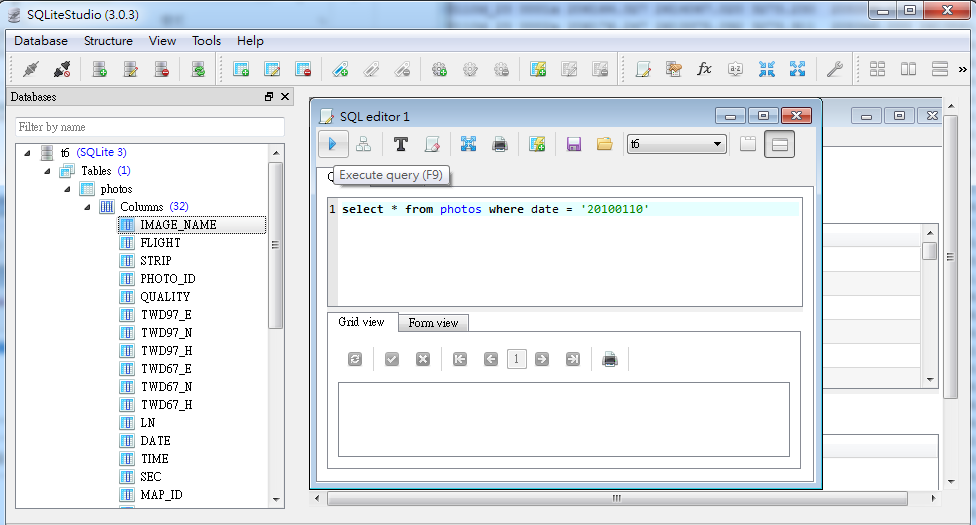 SQLiteStudio (3.0.3)
Database Structure View Tools Help
Databases
Filter by name
t6 (SQLite 3)
Tables (1)
photos
Columns (32)
IMAGE_NAME
FLIGHT
STRIP
PHOTO_ID
QUALITY
TWD97_E
TWD97_N
TWD97_H
TWD67_E
TWD67_N
TWD67_H
LN
DATE
TIME
SEC
MAP_ID
SQL editor 1
t6
Execute query (F9)
1 select * from photos where date = '20100110'
Grid view Form view
1